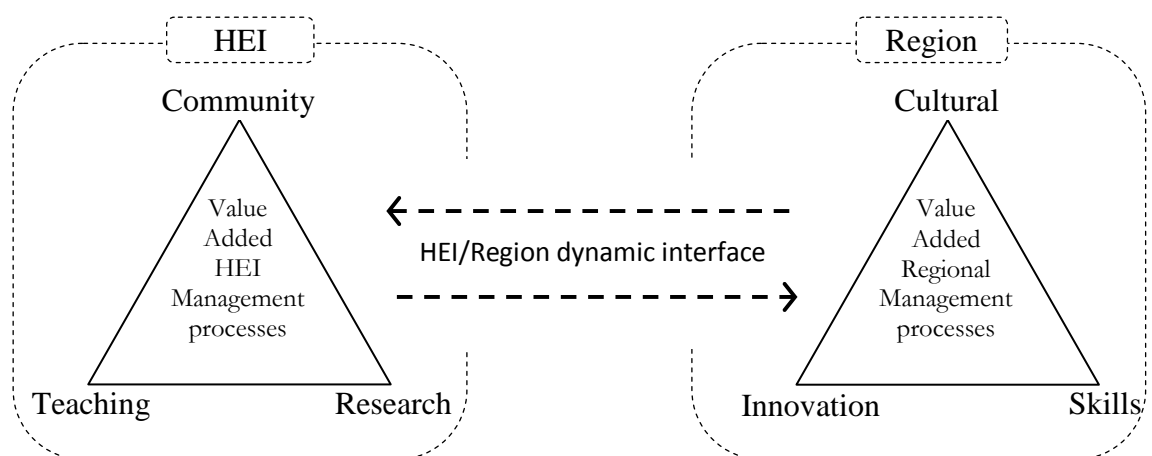 HEI
Community
Value
Added
HEI
Management
processes
Teaching
Research
HEI/Region dynamic interface
Region
Cultural
Value
Added
Regional
Management
processes
Innovation
Skills